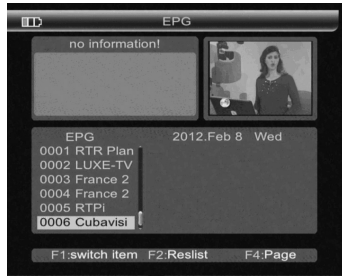 EPG
no information!
EPG 2012.Feb 8 Wed
0001 RTR Plan
0002 LUXE-TV
0003 France 2
0004 France 2
0005 RTPi
0006 Cubavisi
F1:switch item F2:Reslist F4:Page